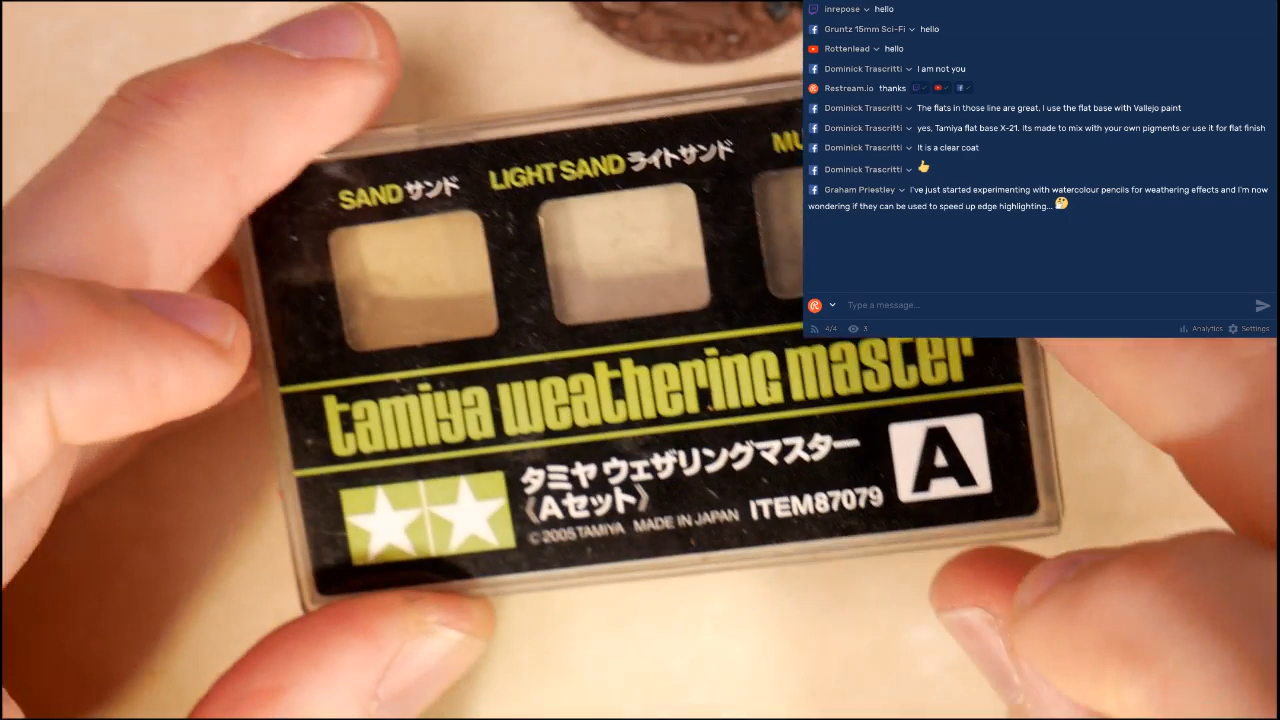 inrepose hello
Gruntz 15mm Sci-Fi hello
Rottenlead hello
Dominick Trascritti I am not you
Restream.io thanks
Dominick Trascritti The flats in those line are great, I use the flat base with Vallejo paint
Dominick Trascritti yes, Tamiya flat base X-21. Its made to mix with your own pigments or use it for flat finish
Dominick Trascritti It is a clear coat
Dominick Trascritti 👍
Graham Priestley I've just started experimenting with watercolour pencils for weathering effects and I'm now
wondering if they can be used to speed up edge highlighting... 🤔
Type a message...
4/4 3 Analytics Settings
SAND サンド LIGHT SAND ライトサンド MU
tamiya weathering master
タミヤ ウェザリングマスター
《Aセット》
©2005 TAMIYA MADE IN JAPAN ITEM87079
A